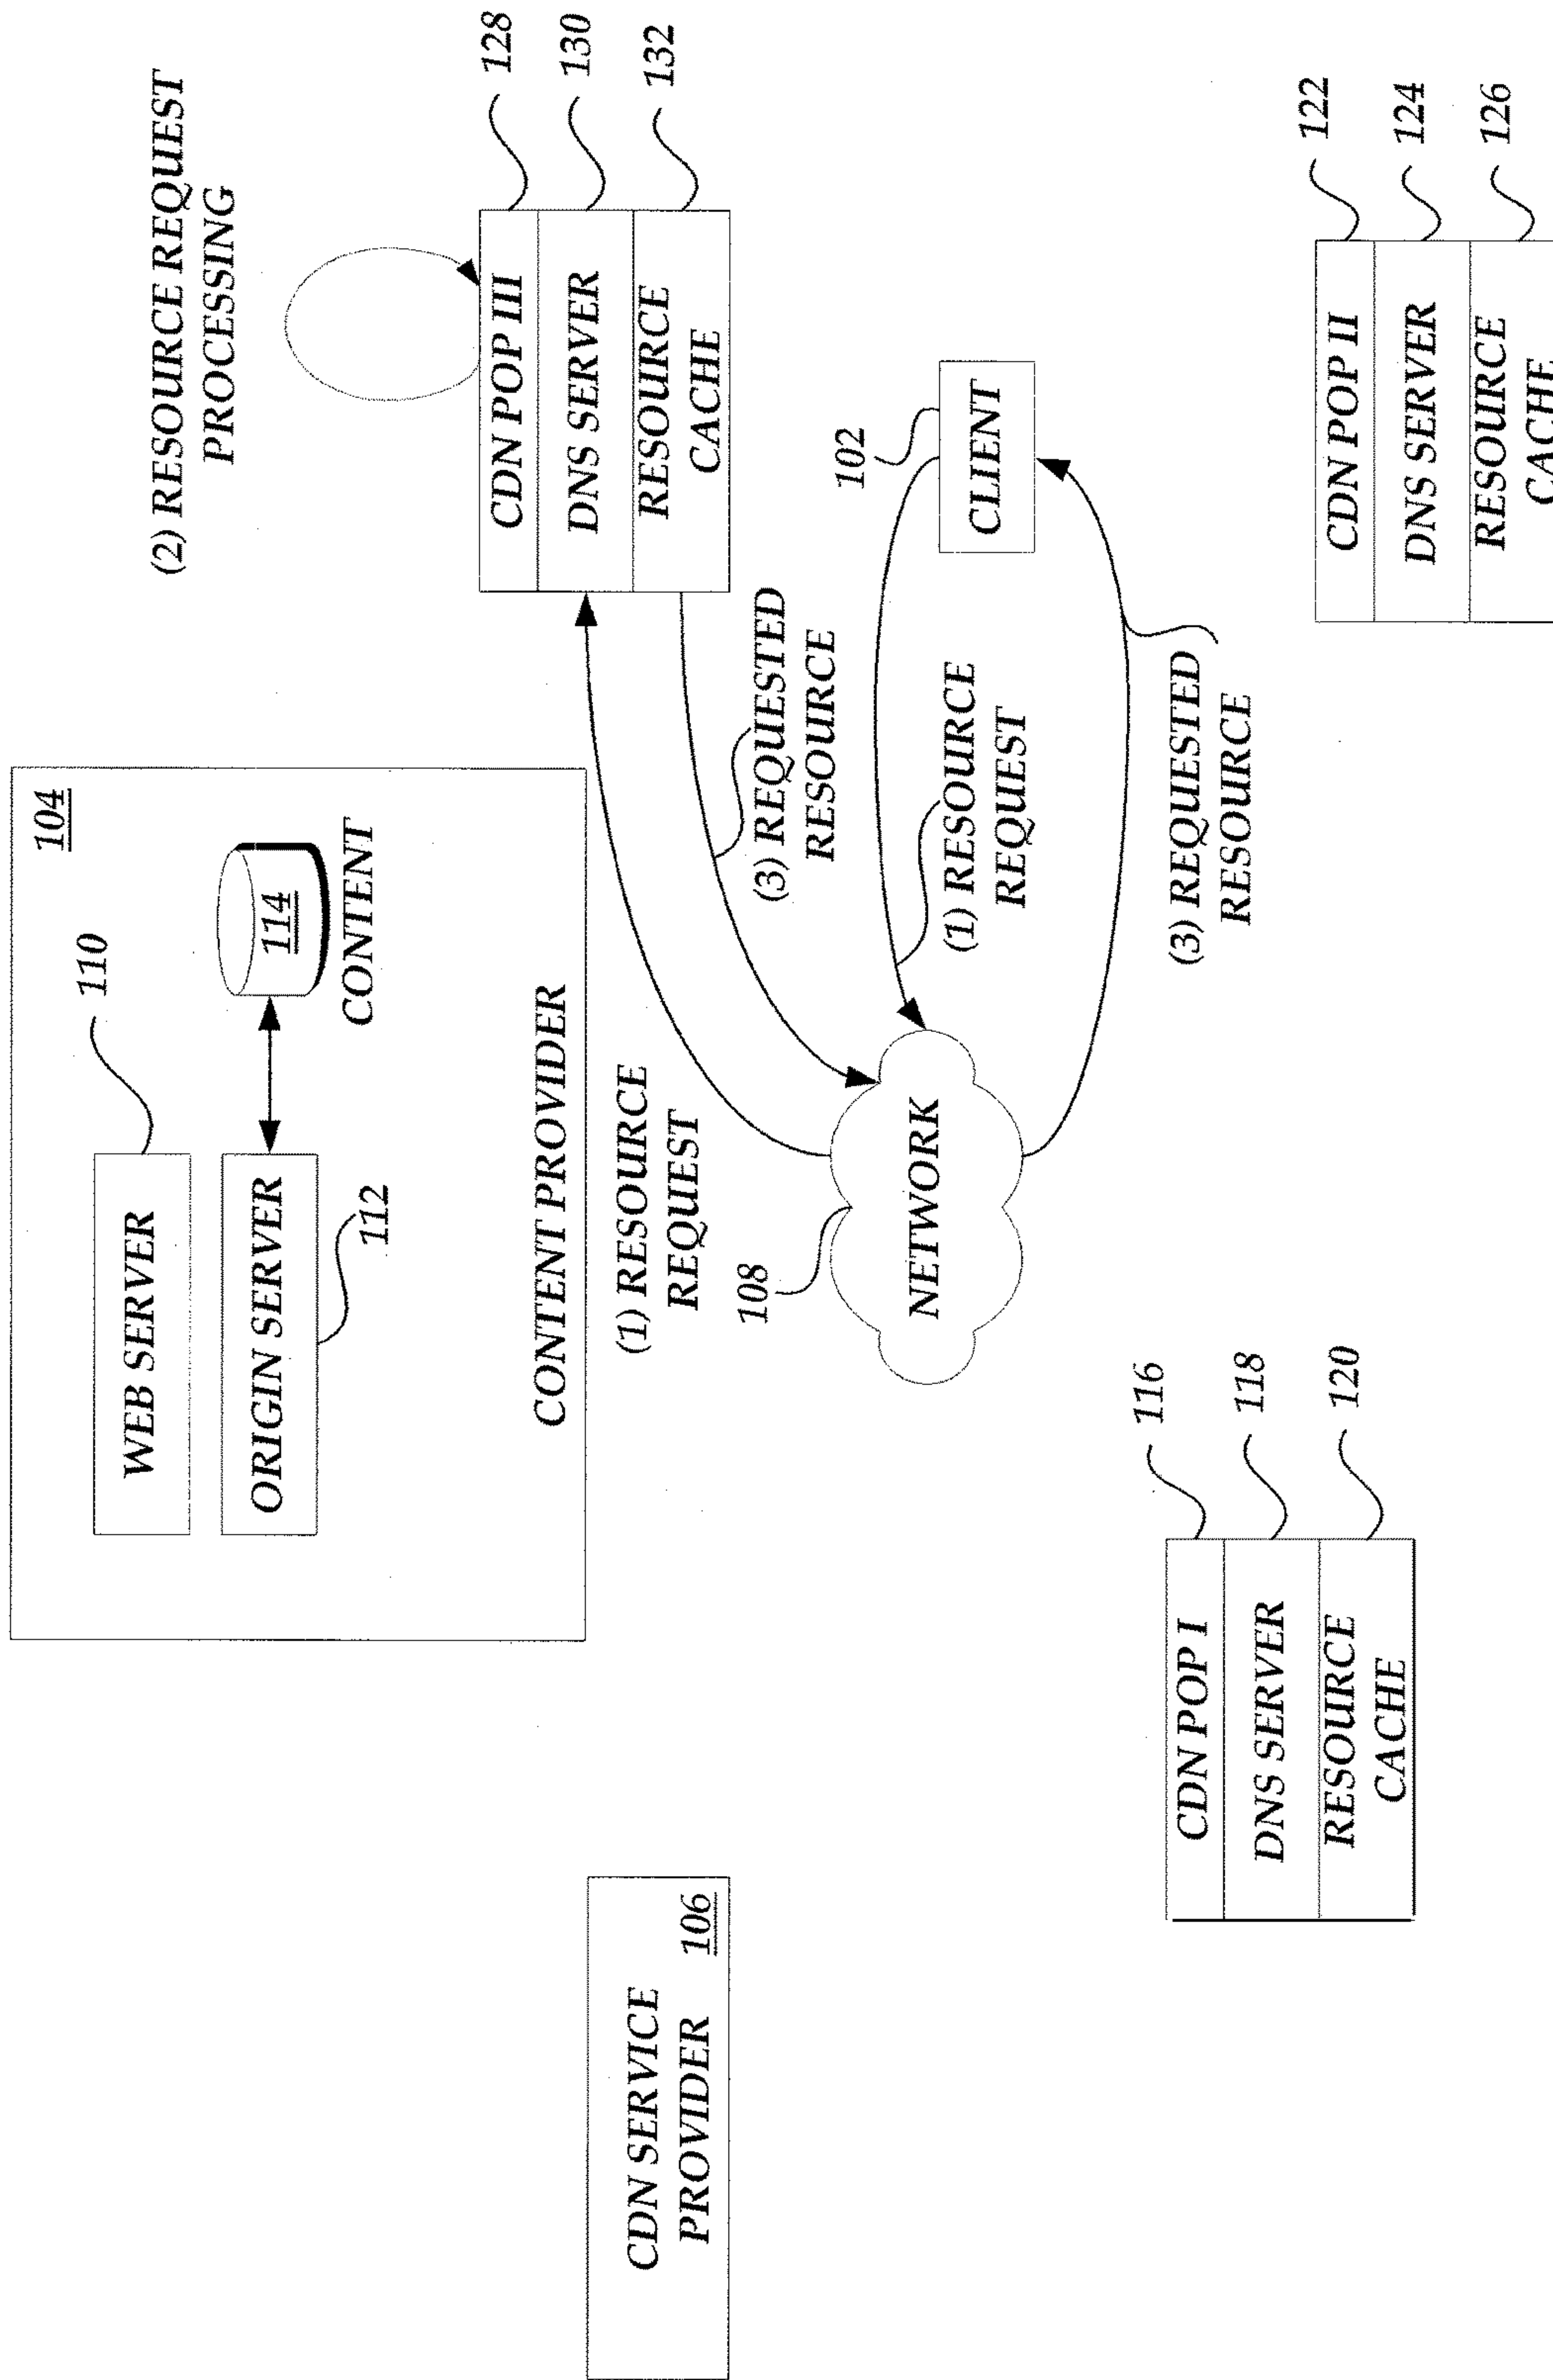 104
WEB SERVER
110
ORIGIN SERVER
112
114
CONTENT
CONTENT PROVIDER
(2) RESOURCE REQUEST
PROCESSING
CDN POP III
128
DNS SERVER
130
RESOURCE
CACHE
132
CDN SERVICE
PROVIDER
106
(1) RESOURCE
REQUEST
(3) REQUESTED
RESOURCE
108
NETWORK
102
CLIENT
(1) RESOURCE
REQUEST
(3) REQUESTED
RESOURCE
CDN POP I
116
DNS SERVER
118
RESOURCE
CACHE
120
CDN POP II
122
DNS SERVER
124
RESOURCE
CACHE
126